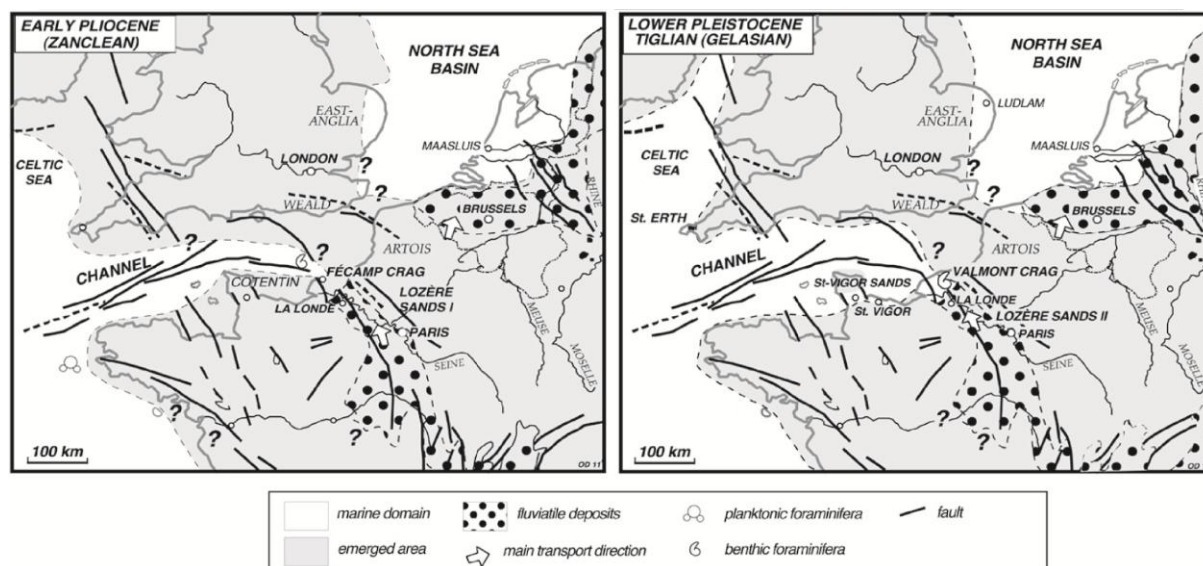 EARLY PLIOCENE
(ZANCLEAN)
NORTH SEA
BASIN
EAST-
ANGLIA
MAASLUIS
LONDON
CELTIC
SEA
?
?
WEALD
BRUSSELS
RHINE
ARTOIS
?
?
CHANNEL
FÉCAMP CRAG
COTENTIN
LA LONDE
LOZÈRE
SANDS I
PARIS
MEUSE
SEINE
MOSELLE
?
?
?
100 km
OD 11
LOWER PLEISTOCENE
TIGLIAN (GELASIAN)
NORTH SEA
BASIN
EAST-
ANGLIA
LUDLAM
MAASLUIS
LONDON
CELTIC
SEA
?
?
St. ERTH
WEALD
BRUSSELS
ARTOIS
?
?
CHANNEL
VALMONT CRAG
St-VIGOR SANDS
LA LONDE
St. VIGOR
LOZÈRE SANDS II
PARIS
MEUSE
SEINE
MOSELLE
?
?
?
100 km
OD
marine domain
fluviatile deposits
planktonic foraminifera
fault
emerged area
main transport direction
benthic foraminifera